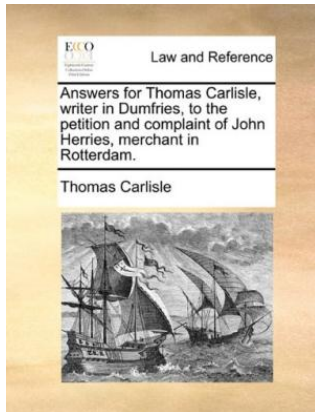 ECCO
Law and Reference
Answers for Thomas Carlisle,
writer in Dumfries, to the
petition and complaint of John
Herries, merchant in
Rotterdam.
Thomas Carlisle